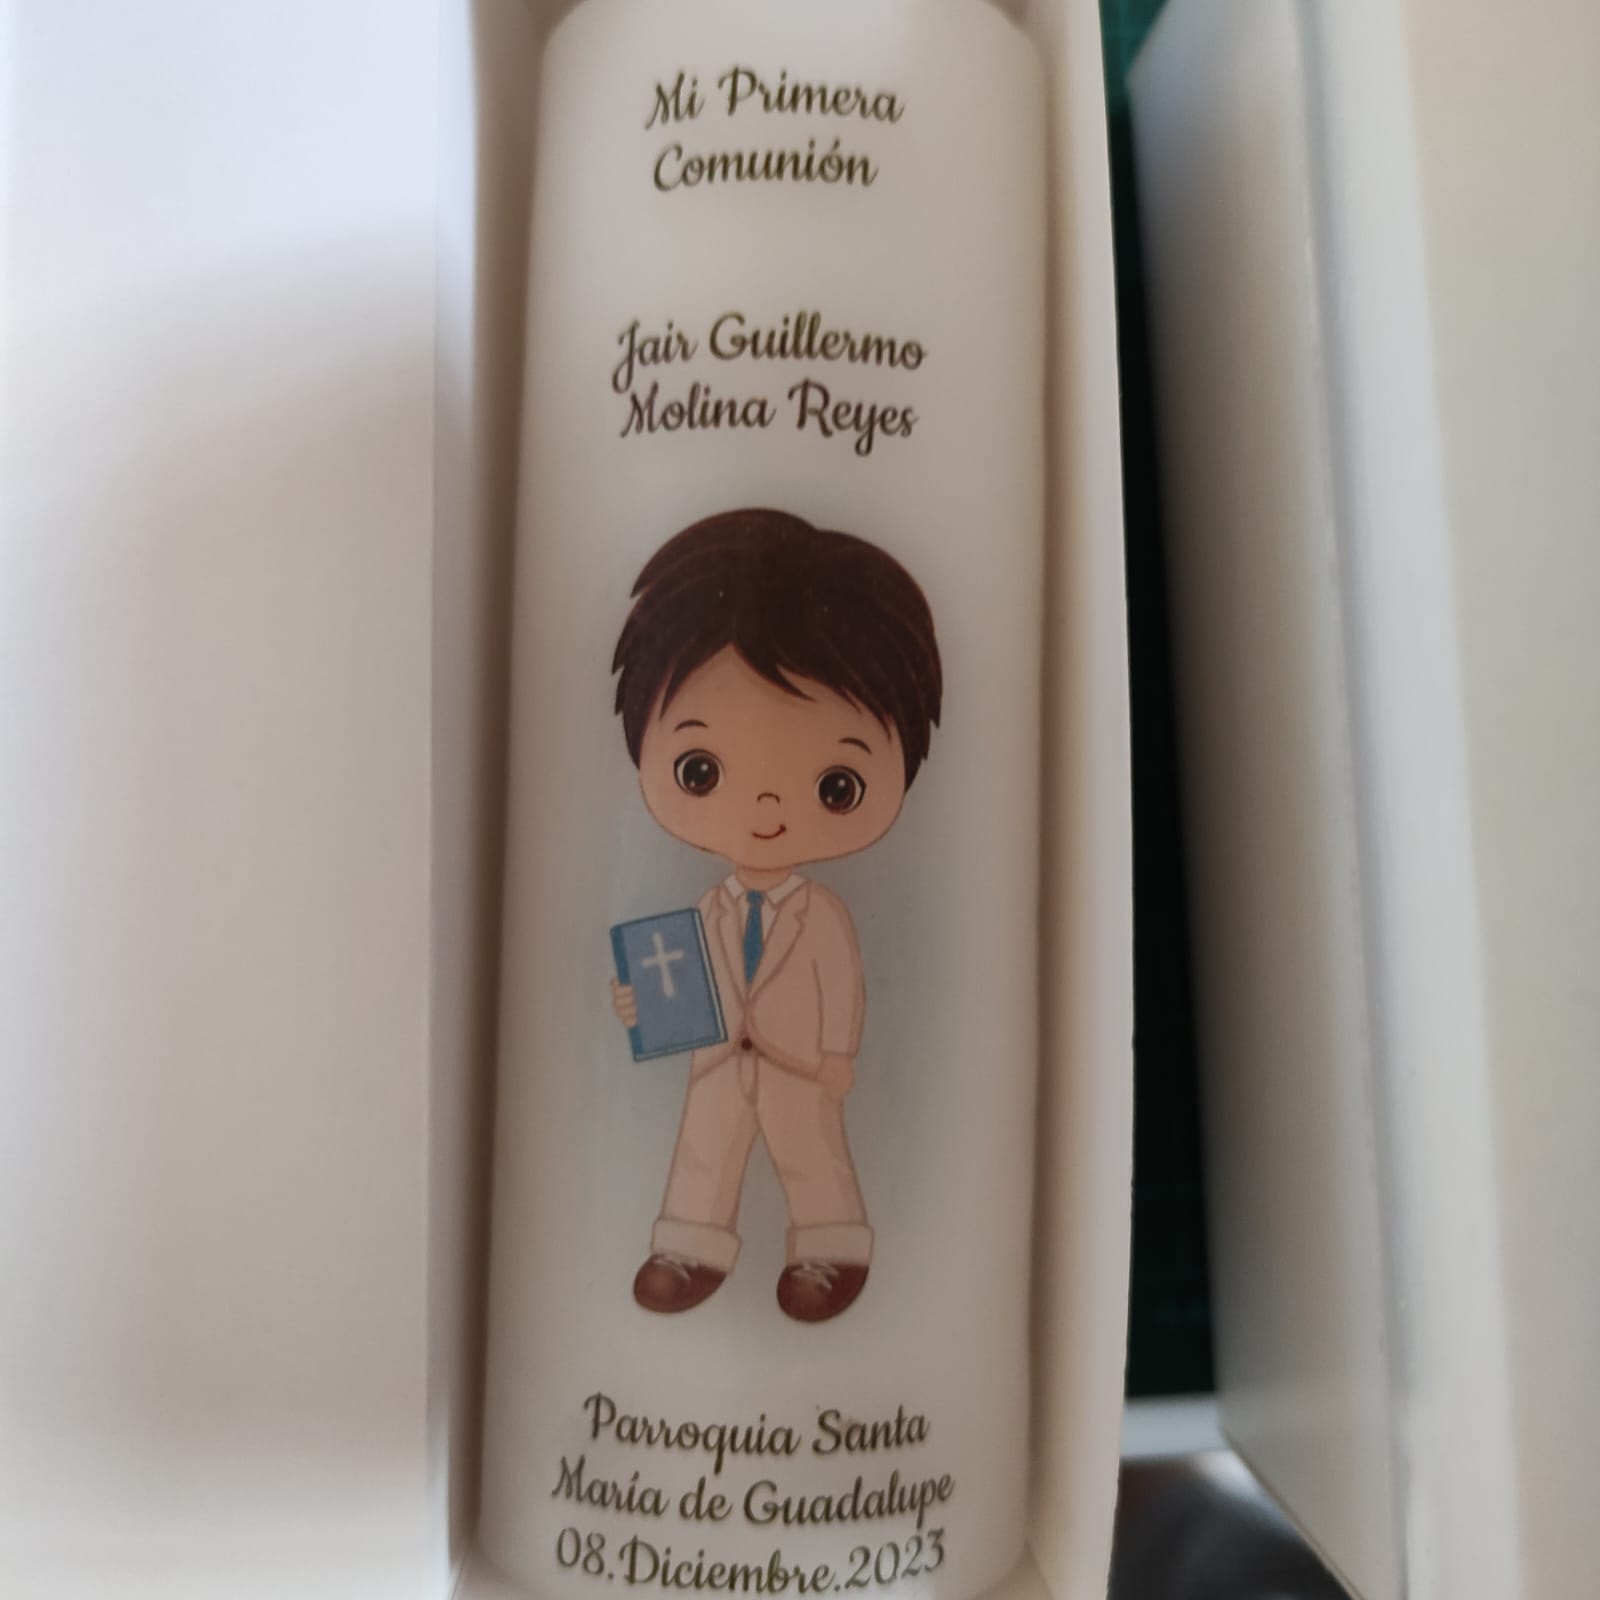 Mi Primera
Comunión
Jair Guillermo
Molina Reyes
Parroquia Santa
María de Guadalupe
08.Diciembre.2023